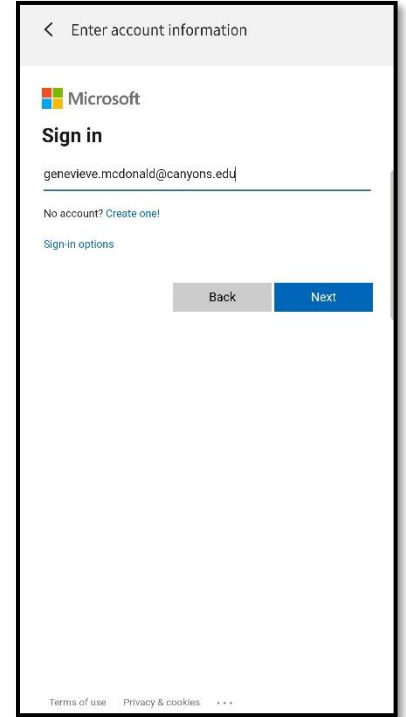 Enter account information
Microsoft
Sign in
genevieve.mcdonald@canyons.edu
No account? Create one!
Sign-in options
Back Next
Terms of use Privacy & cookies ...